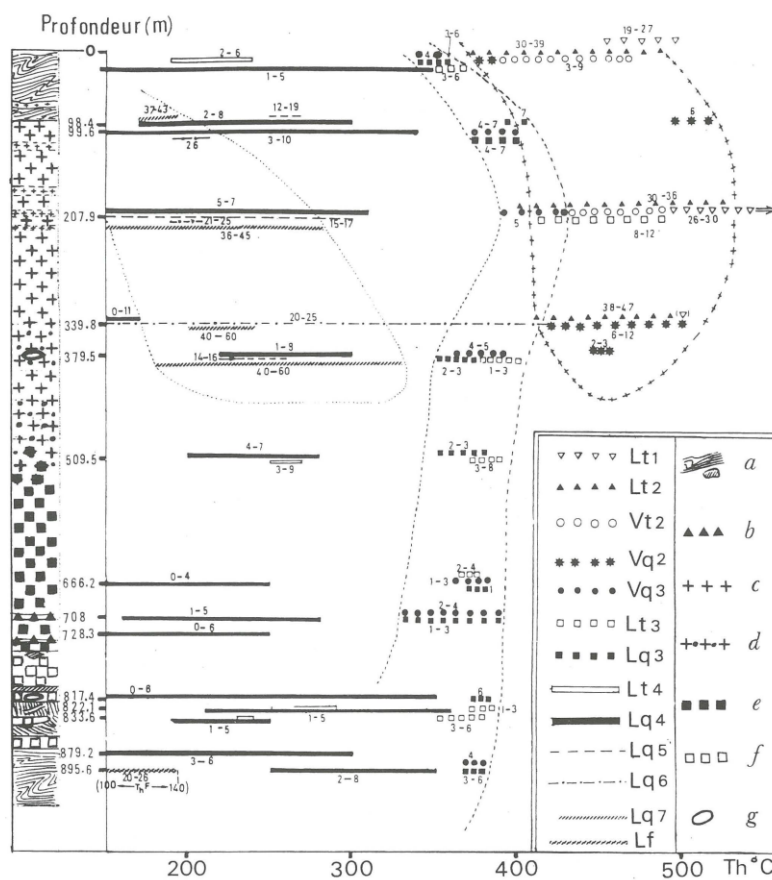 Profondeur (m)
19-27
2-6 4 3-6 30-39
0
1-5 3-6 3-9
37-43 2-8 12-19 6
98.4
4-7
99.6
26 3-10 4-7
5-7 30-36
207.9
21-25 15-17 5 26-30
36-45 8-12
0-11 20-25 38-47
339.8
40-60 6-12
1-9 4-5 2-3
379.5
14-16 2-3 1-3
40-60
4-7 2-3
509.5
3-9 3-8
0-4 2-4
666.2
1-3 1
1-5 2-4
708
0-6 1-3
728.3
0-8 6
817.4
822.1
1-5 1-3
833.6
1-5 3-6
879.2
3-6 4
895.6
20-26 2-8 3-6
(100 ThF 140)
200 300 400 500 Th°C
Lt1 a
Lt2
Vt2 b
Vq2
Vq3 c
Lt3
Lq3 d
Lt4
Lq4 e
Lq5
Lq6 f
Lq7
Lf g